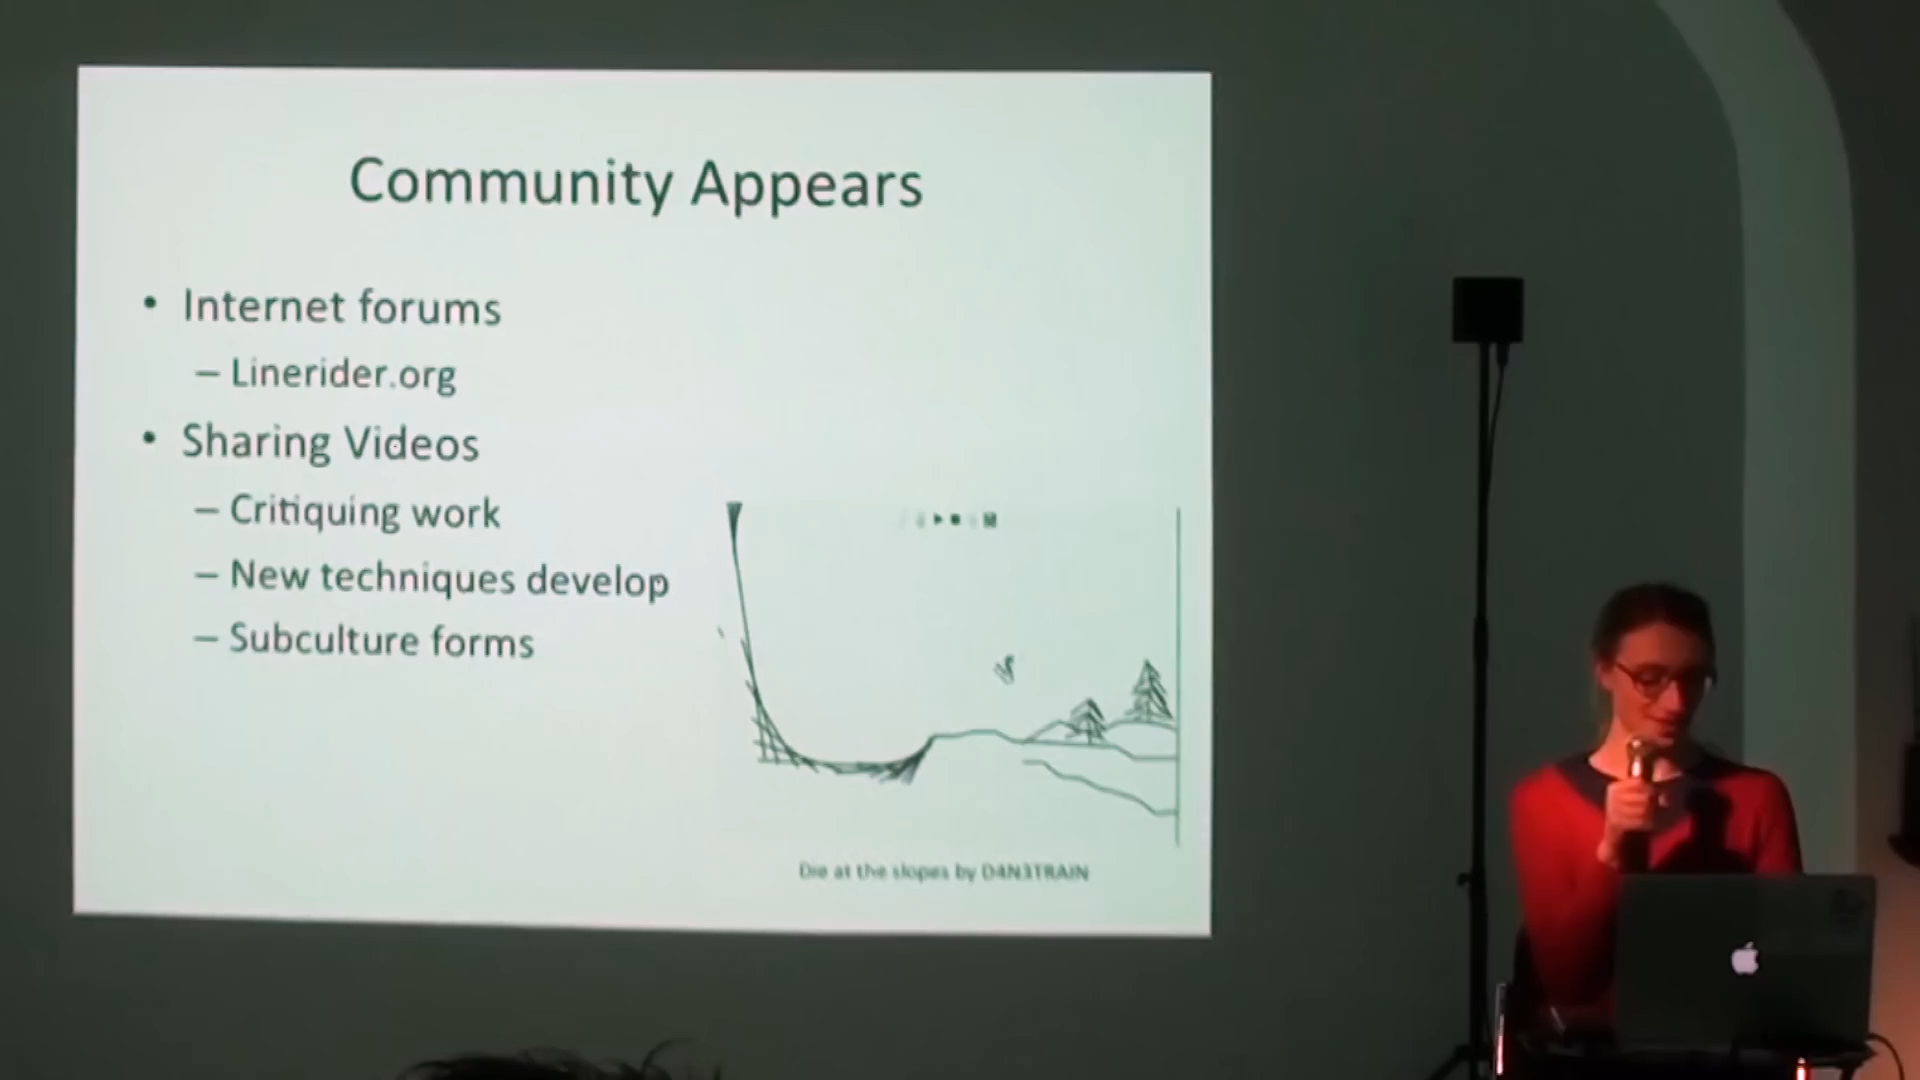 Community Appears
• Internet forums
– Linerider.org
• Sharing Videos
– Critiquing work
– New techniques develop
– Subculture forms
Die at the slopes by D4N3TRAIN